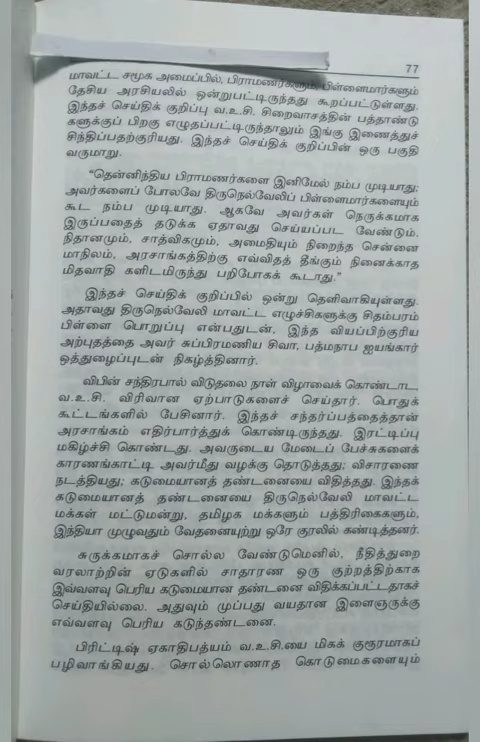 77
மாவட்ட சமூக அமைப்பில், பிராமணர்களும், பிள்ளைமார்களும்
தேசிய அரசியலில் ஒன்றுபட்டிருந்தது கூறப்பட்டுள்ளது.
இந்தச் செய்திக் குறிப்பு வ.உ.சி. சிறைவாசத்தின் பத்தாண்டு
களுக்குப் பிறகு எழுதப்பட்டிருந்தாலும் இங்கு இணைத்துச்
சிந்திப்பதற்குரியது. இந்தச் செய்திக் குறிப்பின் ஒரு பகுதி
வருமாறு.
“தென்னிந்திய பிராமணர்களை இனிமேல் நம்ப முடியாது;
அவர்களைப் போலவே திருநெல்வேலிப் பிள்ளைமார்களையும்
கூட நம்ப முடியாது. ஆகவே அவர்கள் நெருக்கமாக
இருப்பதைத் தடுக்க ஏதாவது செய்யப்பட வேண்டும்.
நிதானமும், சாத்விகமும், அமைதியும் நிறைந்த சென்னை
மாநிலம், அரசாங்கத்திற்கு எவ்விதத் தீங்கும் நினைக்காத
மிதவாதி களிடமிருந்து பறிபோகக் கூடாது.”
இந்தச் செய்திக் குறிப்பில் ஒன்று தெளிவாகியுள்ளது.
அதாவது திருநெல்வேலி மாவட்ட எழுச்சிகளுக்கு சிதம்பரம்
பிள்ளை பொறுப்பு என்பதுடன், இந்த வியப்பிற்குரிய
அற்புதத்தை அவர் சுப்பிரமணிய சிவா, பத்மநாப ஐயங்கார்
ஒத்துழைப்புடன் நிகழ்த்தினார்.
விபின் சந்திரபால் விடுதலை நாள் விழாவைக் கொண்டாட,
வ.உ.சி. விரிவான ஏற்பாடுகளைச் செய்தார். பொதுக்
கூட்டங்களில் பேசினார். இந்தச் சந்தர்ப்பத்தைத்தான்
அரசாங்கம் எதிர்பார்த்துக் கொண்டிருந்தது. இரட்டிப்பு
மகிழ்ச்சி கொண்டது. அவருடைய மேடைப் பேச்சுகளைக்
காரணங்காட்டி அவர்மீது வழக்கு தொடுத்தது; விசாரணை
நடத்தியது; கடுமையானத் தண்டனையை விதித்தது. இந்தக்
கடுமையானத் தண்டனையை திருநெல்வேலி மாவட்ட
மக்கள் மட்டுமன்று, தமிழக மக்களும் பத்திரிகைகளும்,
இந்தியா முழுவதும் வேதனையுற்று ஒரே குரலில் கண்டித்தனர்.
சுருக்கமாகச் சொல்ல வேண்டுமெனில், நீதித்துறை
வரலாற்றின் ஏடுகளில் சாதாரண ஒரு குற்றத்திற்காக
இவ்வளவு பெரிய கடுமையான தண்டனை விதிக்கப்பட்டதாகச்
செய்தியில்லை. அதுவும் முப்பது வயதான இளைஞருக்கு
எவ்வளவு பெரிய கடுந்தண்டனை.
பிரிட்டிஷ் ஏகாதிபத்யம் வ.உ.சி.யை மிகக் குரூரமாகப்
பழிவாங்கியது. சொல்லொணாத கொடுமைகளையும்